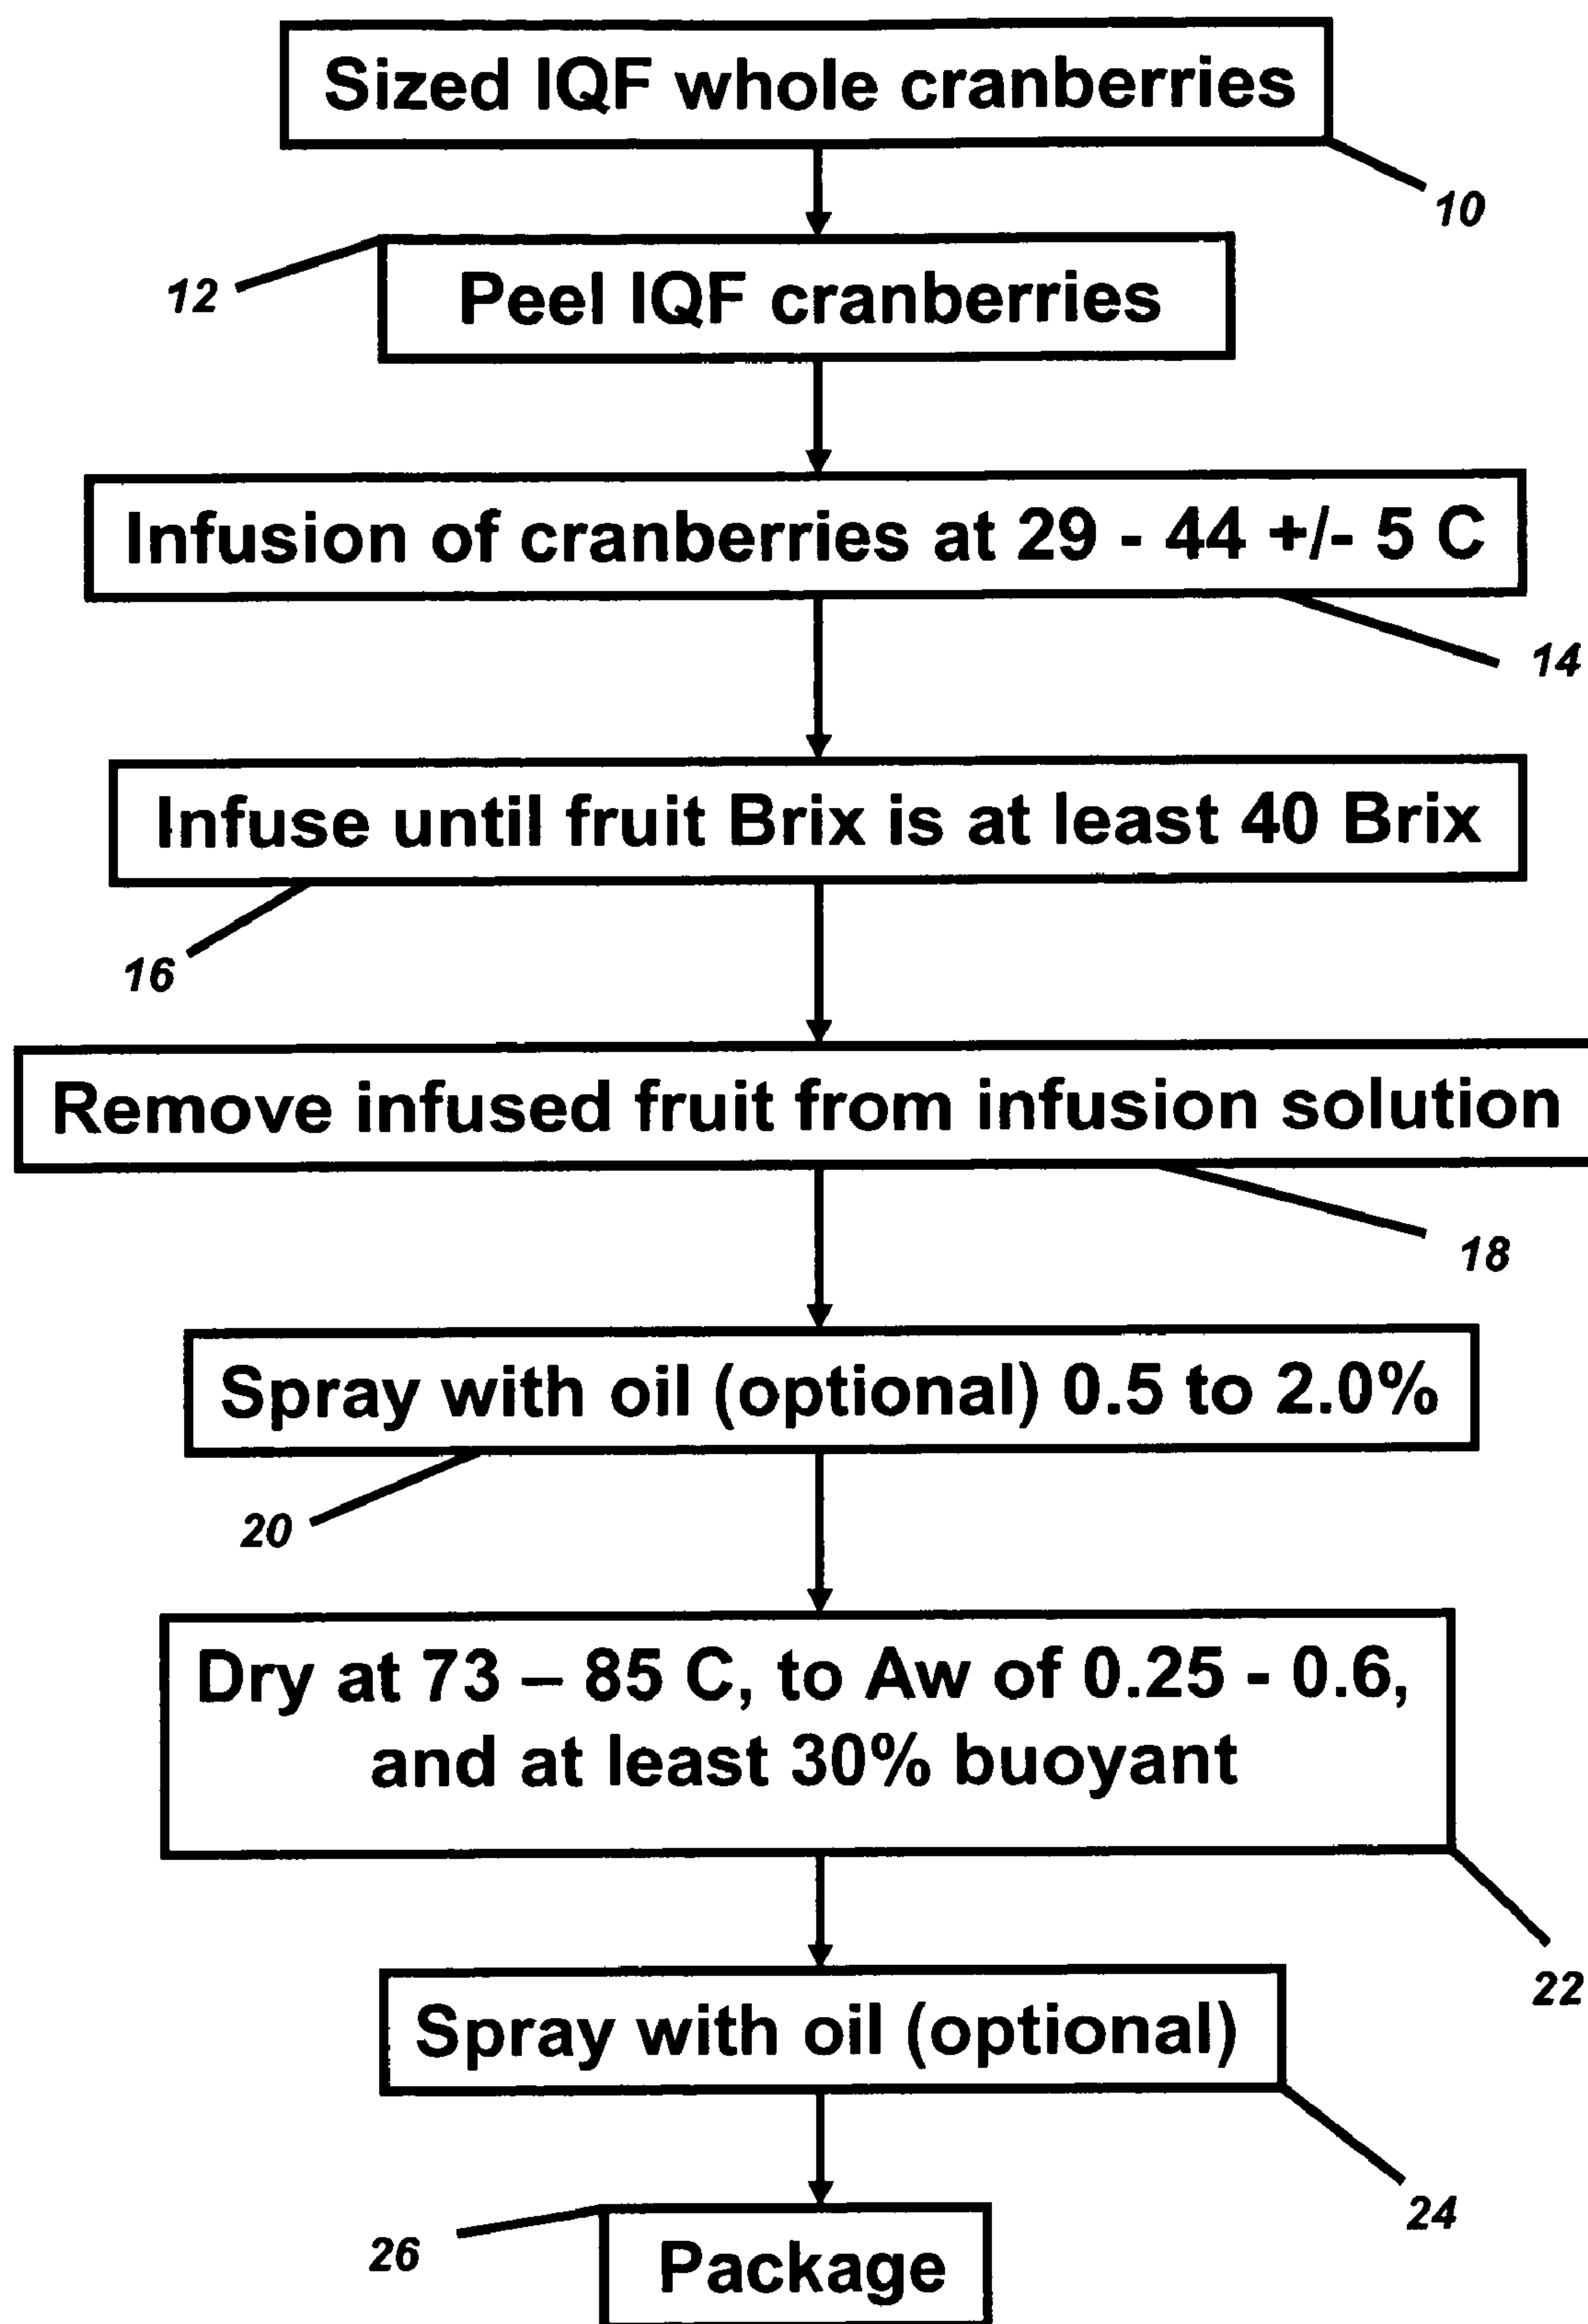 Sized IQF whole cranberries
10
12
Peel IQF cranberries
Infusion of cranberries at 29 - 44 +/- 5 C
14
Infuse until fruit Brix is at least 40 Brix
16
Remove infused fruit from infusion solution
18
Spray with oil (optional) 0.5 to 2.0%
20
Dry at 73 – 85 C, to Aw of 0.25 - 0.6,
and at least 30% buoyant
22
Spray with oil (optional)
24
26
Package